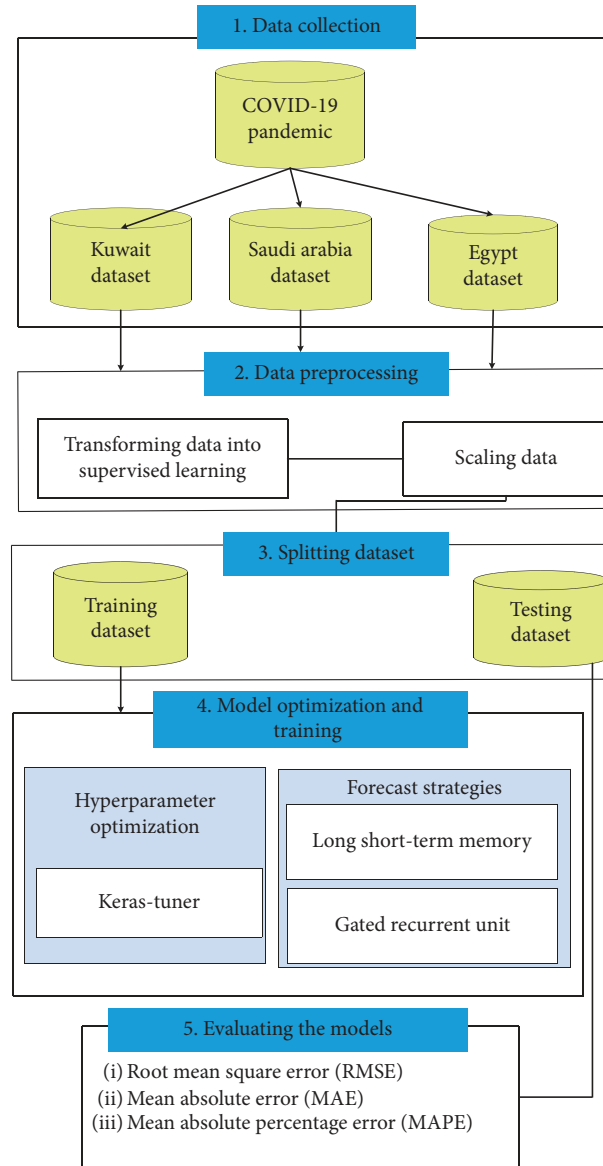 1. Data collection
COVID-19
pandemic
Kuwait
dataset
Saudi arabia
dataset
Egypt
dataset
2. Data preprocessing
Transforming data into
supervised learning
Scaling data
3. Splitting dataset
Training
dataset
Testing
dataset
4. Model optimization and
training
Hyperparameter
optimization
Keras-tuner
Forecast strategies
Long short-term memory
Gated recurrent unit
5. Evaluating the models
(i) Root mean square error (RMSE)
(ii) Mean absolute error (MAE)
(iii) Mean absolute percentage error (MAPE)